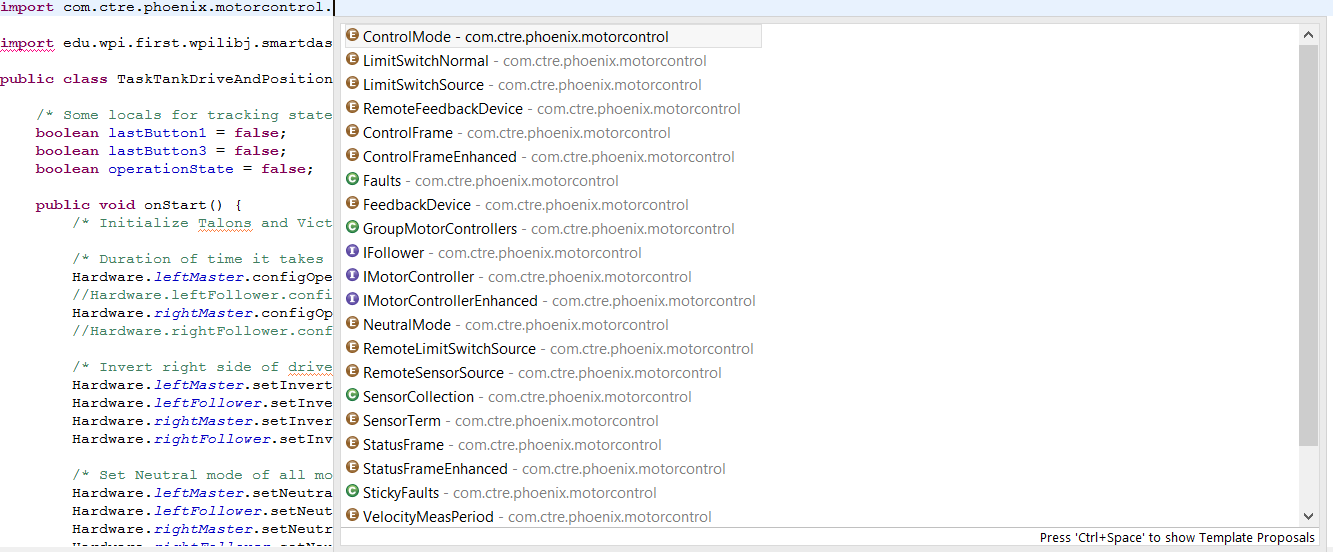 import com.ctre.phoenix.motorcontrol.
import edu.wpi.first.wpilibj.smartdas
public class TaskTankDriveAndPosition
/* Some locals for tracking state
boolean lastButton1 = false;
boolean lastButton3 = false;
boolean operationState = false;
public void onStart() {
/* Initialize Talons and Vict
/* Duration of time it takes
Hardware.leftMaster.configOpe
//Hardware.leftFollower.confi
Hardware.rightMaster.configOp
//Hardware.rightFollower.conf
/* Invert right side of drive
Hardware.leftMaster.setInvert
Hardware.leftFollower.setInve
Hardware.rightMaster.setInver
Hardware.rightFollower.setInv
/* Set Neutral mode of all mo
Hardware.leftMaster.setNeutra
Hardware.leftFollower.setNeut
Hardware.rightMaster.setNeutr
Hardware.rightFollower.setNeu
E ControlMode - com.ctre.phoenix.motorcontrol
E LimitSwitchNormal - com.ctre.phoenix.motorcontrol
E LimitSwitchSource - com.ctre.phoenix.motorcontrol
E RemoteFeedbackDevice - com.ctre.phoenix.motorcontrol
E ControlFrame - com.ctre.phoenix.motorcontrol
E ControlFrameEnhanced - com.ctre.phoenix.motorcontrol
C Faults - com.ctre.phoenix.motorcontrol
E FeedbackDevice - com.ctre.phoenix.motorcontrol
C GroupMotorControllers - com.ctre.phoenix.motorcontrol
I IFollower - com.ctre.phoenix.motorcontrol
I IMotorController - com.ctre.phoenix.motorcontrol
I IMotorControllerEnhanced - com.ctre.phoenix.motorcontrol
E NeutralMode - com.ctre.phoenix.motorcontrol
E RemoteLimitSwitchSource - com.ctre.phoenix.motorcontrol
E RemoteSensorSource - com.ctre.phoenix.motorcontrol
C SensorCollection - com.ctre.phoenix.motorcontrol
E SensorTerm - com.ctre.phoenix.motorcontrol
E StatusFrame - com.ctre.phoenix.motorcontrol
E StatusFrameEnhanced - com.ctre.phoenix.motorcontrol
C StickyFaults - com.ctre.phoenix.motorcontrol
E VelocityMeasPeriod - com.ctre.phoenix.motorcontrol
Press 'Ctrl+Space' to show Template Proposals